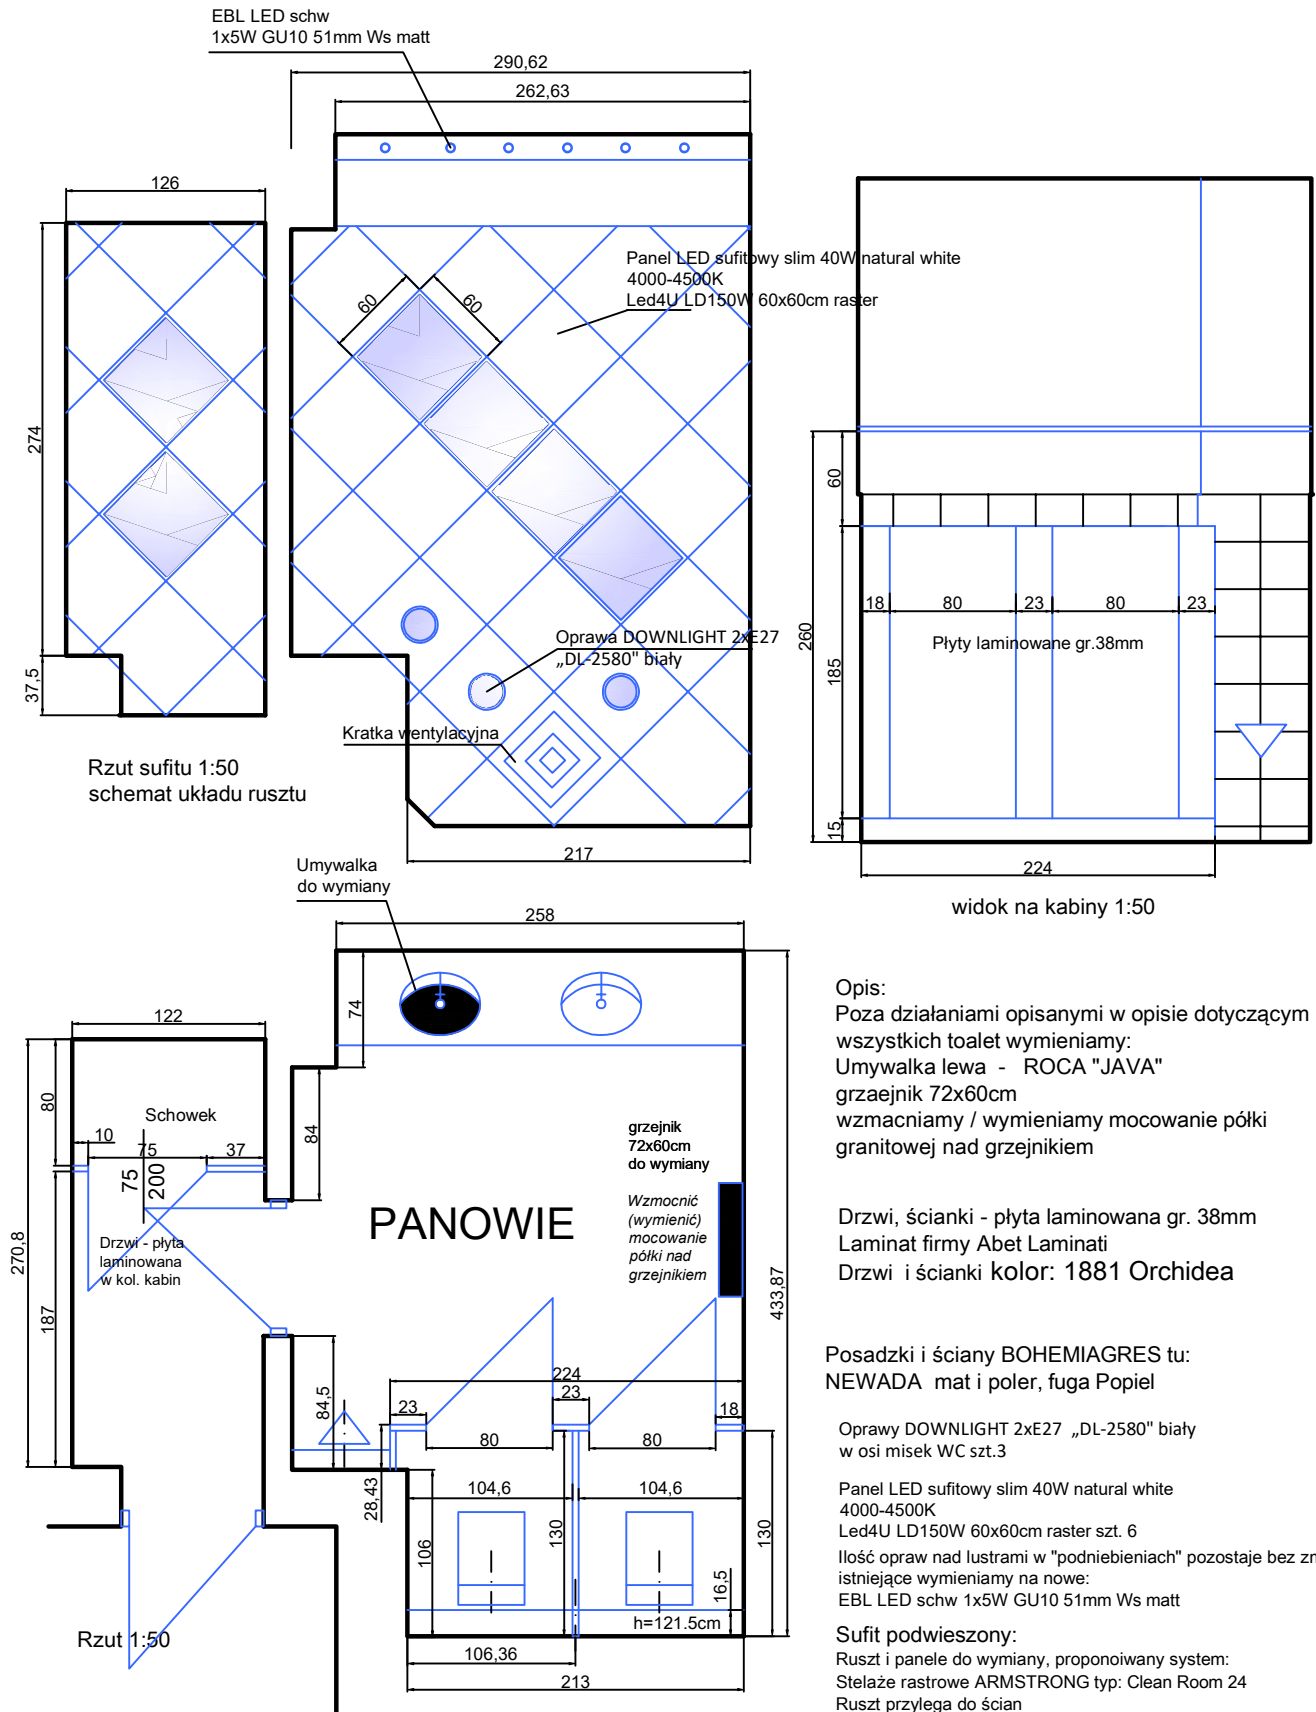 EBL LED schw
1x5W GU10 51mm Ws matt
290,62
262,63
126
Panel LED sufitowy slim 40W natural white
4000-4500K
Led4U LD150W 60x60cm raster
60
60
274
37,5
Oprawa DOWNLIGHT 2xE27
„DL-2580" biały
Kratka wentylacyjna
217
Rzut sufitu 1:50
schemat układu rusztu
60
260
185
15
18
80
23
80
23
Płyty laminowane gr.38mm
224
widok na kabiny 1:50
Umywalka
do wymiany
258
74
122
80
Schowek
10
75
37
75
200
84
270,8
187
Drzwi - płyta
laminowana
w kol. kabin
PANOWIE
grzejnik
72x60cm
do wymiany
Wzmocnić
(wymienić)
mocowanie
półki nad
grzejnikiem
433,87
84,5
224
23
23
18
80
80
28,43
104,6
104,6
106
130
130
16,5
h=121.5cm
106,36
213
Rzut 1:50
Opis:
Poza działaniami opisanymi w opisie dotyczącym
wszystkich toalet wymieniamy:
Umywalka lewa - ROCA "JAVA"
grzaejnik 72x60cm
wzmacniamy / wymieniamy mocowanie półki
granitowej nad grzejnikiem
Drzwi, ścianki - płyta laminowana gr. 38mm
Laminat firmy Abet Laminati
Drzwi i ścianki kolor: 1881 Orchidea
Posadzki i ściany BOHEMIAGRES tu:
NEWADA mat i poler, fuga Popiel
Oprawy DOWNLIGHT 2xE27 „DL-2580" biały
w osi misek WC szt.3
Panel LED sufitowy slim 40W natural white
4000-4500K
Led4U LD150W 60x60cm raster szt. 6
Ilość opraw nad lustrami w "podniebieniach" pozostaje bez
istniejące wymieniamy na nowe:
EBL LED schw 1x5W GU10 51mm Ws matt
Sufit podwieszony:
Ruszt i panele do wymiany, proponoiwany system:
Stelaże rastrowe ARMSTRONG typ: Clean Room 24
Ruszt przylega do ścian